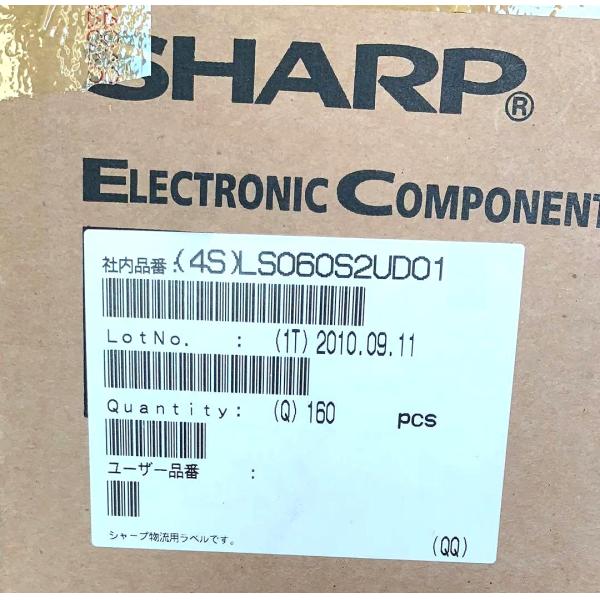 SHARP®
ELECTRONIC COMPONENT
社内品番:(4S)LS060S2UD01
LotNo. : (1T) 2010.09.11
Quantity: (Q) 160 pcs
ユーザー品番 :
シャープ物流用ラベルです。 (QQ)